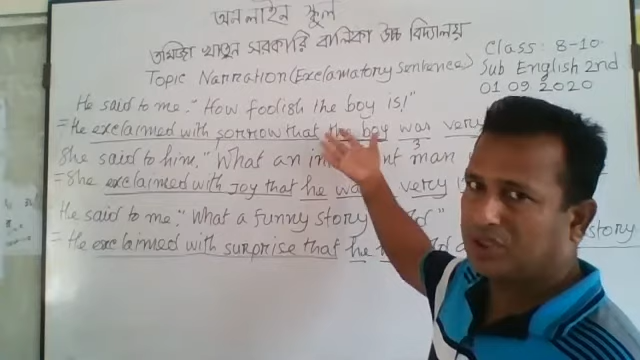 অনলাইন স্কুল
তমিজ্জা খাতুন সরকারি বালিকা উচ্চ বিদ্যালয়
Class: 8-10
Topic Narration (Exclamatory Sentence)
Sub English 2nd
01 09 2020
He said to me. "How foolish the boy is!"
= He exclaimed with sorrow that the boy was very
She said to him. "What an man
= She exclaimed with Joy that he very
He said to me. "What a funny story
= He exclaimed with surprise that he story